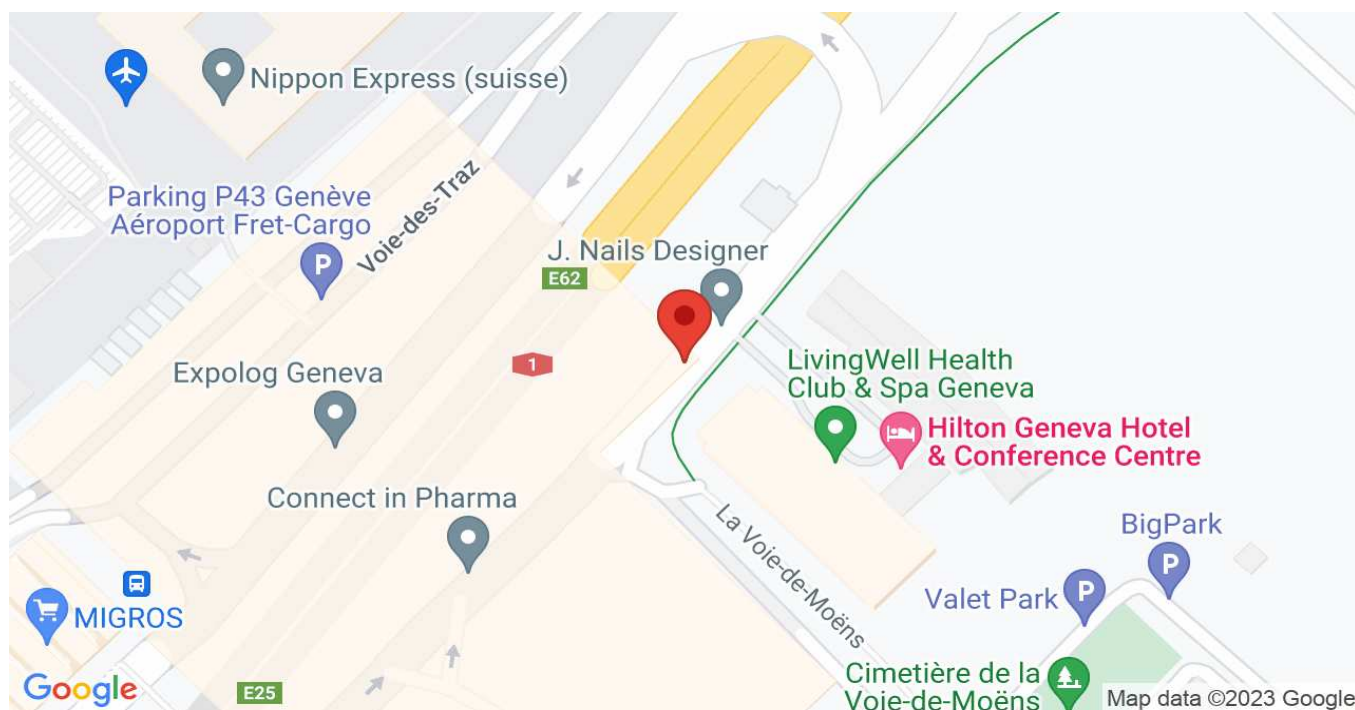 Nippon Express (suisse)
Parking P43 Genève
Aéroport Fret-Cargo
P
Voie-des-Traz
J. Nails Designer
E62
1
Expolog Geneva
LivingWell Health
Club & Spa Geneva
Hilton Geneva Hotel
& Conference Centre
Connect in Pharma
La Voie-de-Moëns
BigPark
P
Valet Park
P
MIGROS
Cimetière de la
Voie-de-Moëns
Google
E25
Map data ©2023 Google